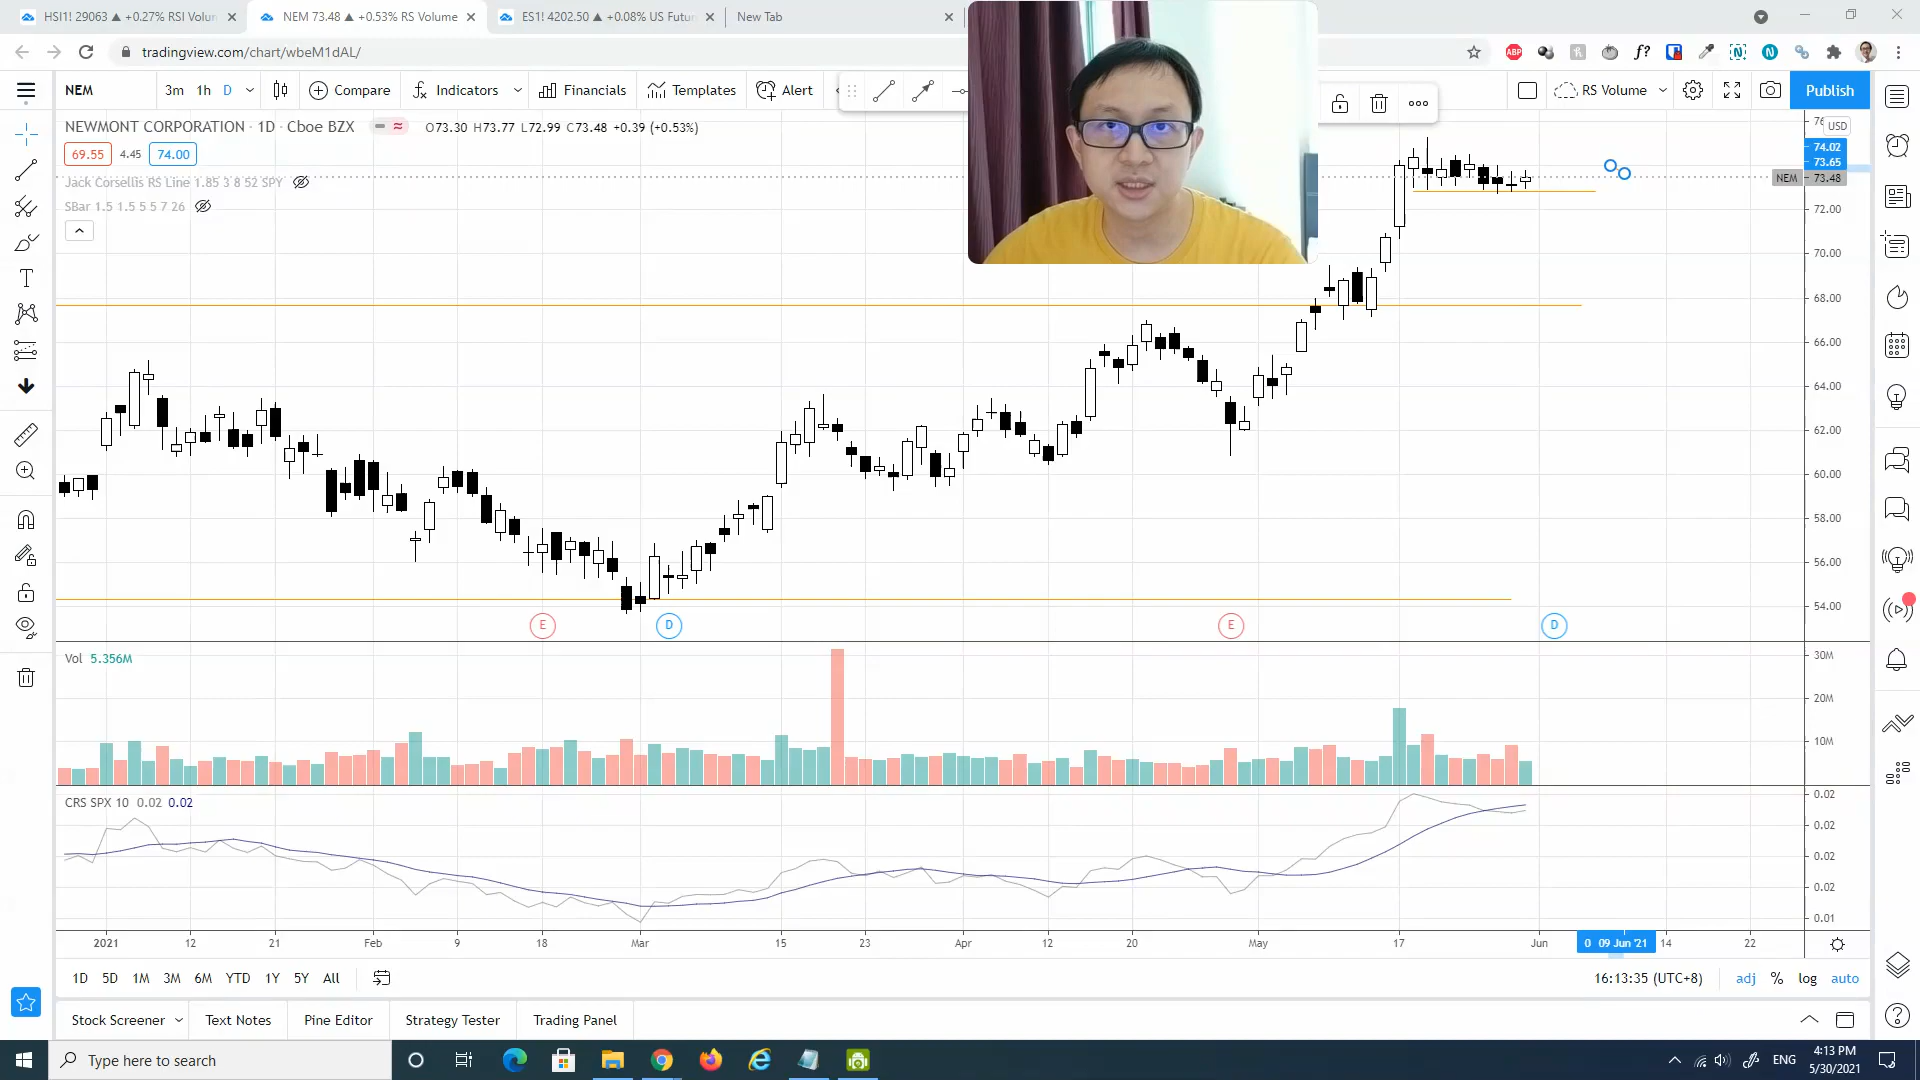 HSI1! 29063 ▲ +0.27% RSI Volun
NEM 73.48 ▲ +0.53% RS Volume
ES1! 4202.50 ▲ +0.08% US Futu
New Tab
tradingview.com/chart/wbeM1dAL/
NEM
3m 1h D
Compare
Indicators
Financials
Templates
Alert
RS Volume
Publish
NEWMONT CORPORATION · 1D · Cboe BZX
O73.30 H73.77 L72.99 C73.48 +0.39 (+0.53%)
69.55 4.45 74.00
Jack Corsellis RS Line 1.85 3 8 52 SPY
SBar 1.5 1.5 5 5 7 26
USD
74.02
73.65
NEM 73.48
72.00
70.00
68.00
66.00
64.00
62.00
60.00
58.00
56.00
54.00
E D E D
Vol 5.356M
30M
20M
10M
CRS SPX 10 0.02 0.02
0.02
0.02
0.02
0.02
0.01
2021 12 21 Feb 9 18 Mar 15 23 Apr 12 20 May 17 Jun 0 09 Jun '21 14 22
1D 5D 1M 3M 6M YTD 1Y 5Y All
16:13:35 (UTC+8) adj % log auto
Stock Screener Text Notes Pine Editor Strategy Tester Trading Panel
Type here to search
ENG
4:13 PM
5/30/2021